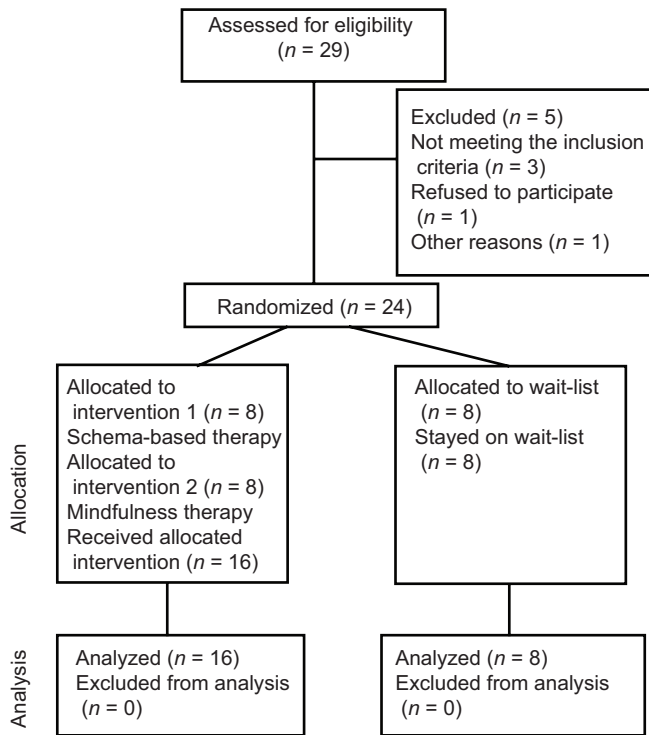 Assessed for eligibility
(n = 29)
Excluded (n = 5)
Not meeting the inclusion
criteria (n = 3)
Refused to participate
(n = 1)
Other reasons (n = 1)
Randomized (n = 24)
Allocation
Allocated to
intervention 1 (n = 8)
Schema-based therapy
Allocated to
intervention 2 (n = 8)
Mindfulness therapy
Received allocated
intervention (n = 16)
Allocated to wait-list
(n = 8)
Stayed on wait-list
(n = 8)
Analysis
Analyzed (n = 16)
Excluded from analysis
(n = 0)
Analyzed (n = 8)
Excluded from analysis
(n = 0)